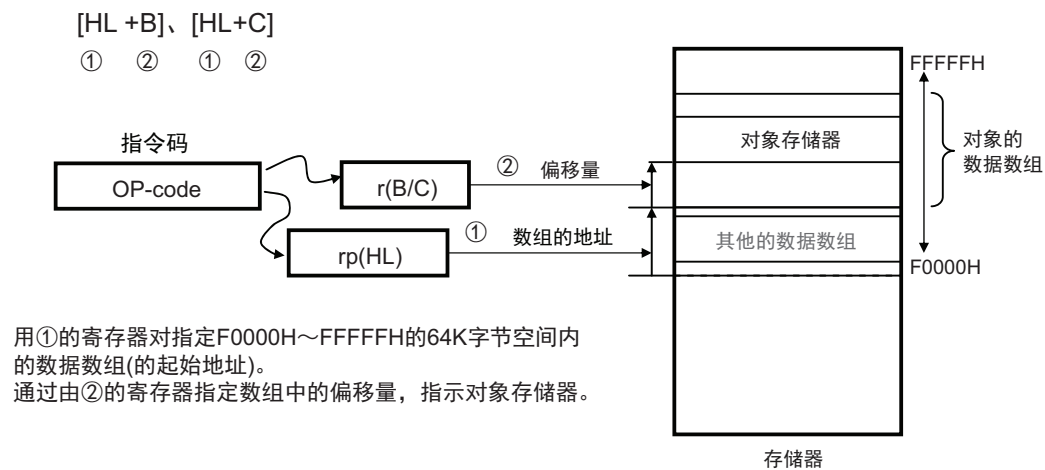 [HL +B]、[HL+C]
① ② ① ②
FFFFFH
指令码
OP-code
r(B/C)
② 偏移量
对象存储器
对象的
数据数组
rp(HL)
① 数组的地址
其他的数据数组
F0000H
用①的寄存器对指定F0000H～FFFFFH的64K字节空间内
的数据数组(的起始地址)。
通过由②的寄存器指定数组中的偏移量，指示对象存储器。
存储器